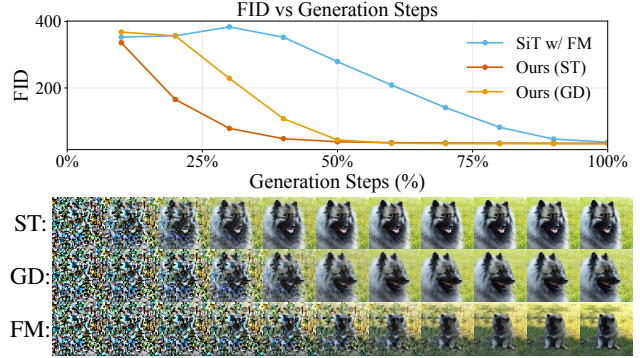 FID vs Generation Steps
400
200
FID
SiT w/ FM
Ours (ST)
Ours (GD)
0% 25% 50% 75% 100%
Generation Steps (%)
ST:
GD:
FM: